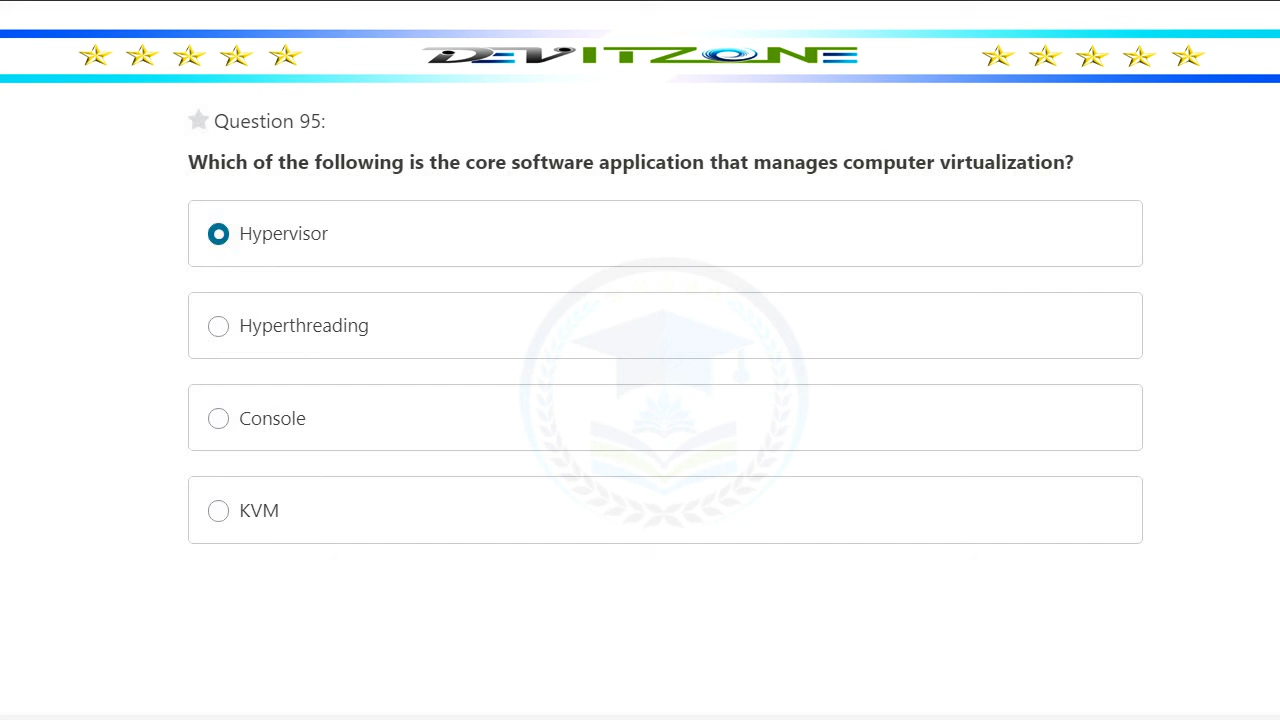 DEVITZONE
Question 95:
Which of the following is the core software application that manages computer virtualization?
Hypervisor
Hyperthreading
Console
KVM